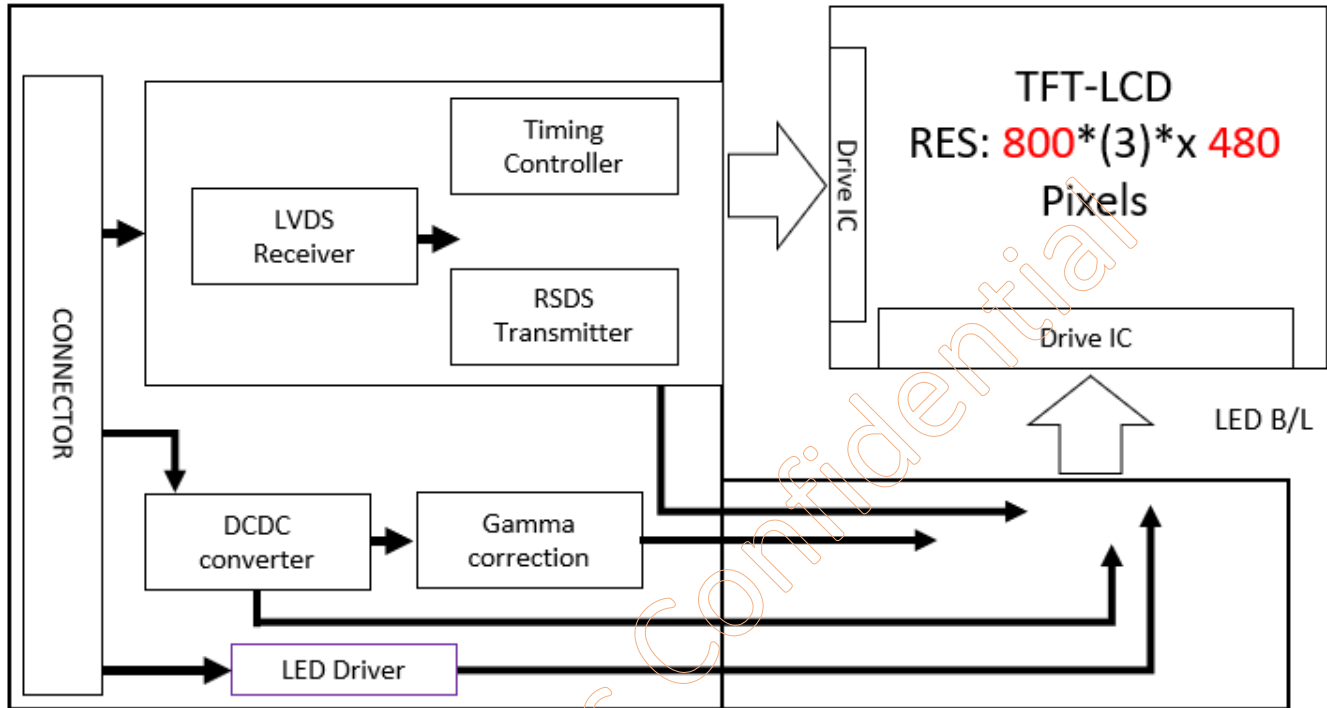 CONNECTOR
Timing
Controller
LVDS
Receiver
RSDS
Transmitter
DCDC
converter
Gamma
correction
LED Driver
Drive IC
TFT-LCD
RES: 800*(3)*x 480
Pixels
Drive IC
LED B/L
Confidential